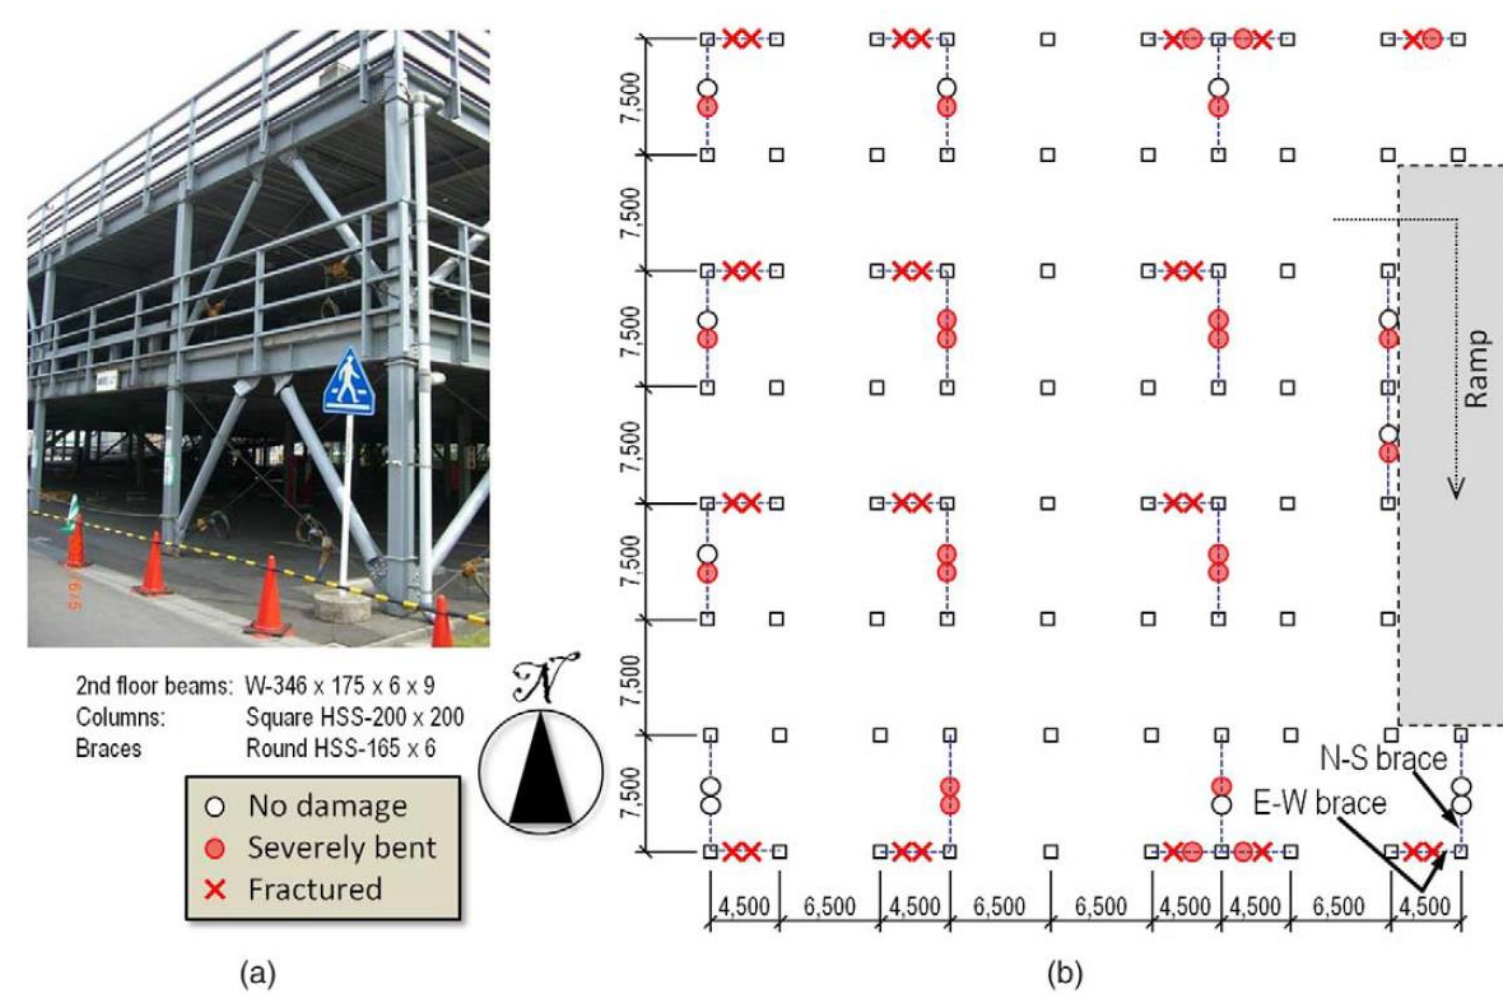 2nd floor beams: W-346 x 175 x 6 x 9
Columns: Square HSS-200 x 200
Braces Round HSS-165 x 6
No damage
Severely bent
Fractured
(a)
N
7,500
7,500
7,500
7,500
7,500
7,500
7,500
Ramp
N-S brace
E-W brace
4,500 6,500 4,500 6,500 6,500 4,500 4,500 6,500 4,500
(b)